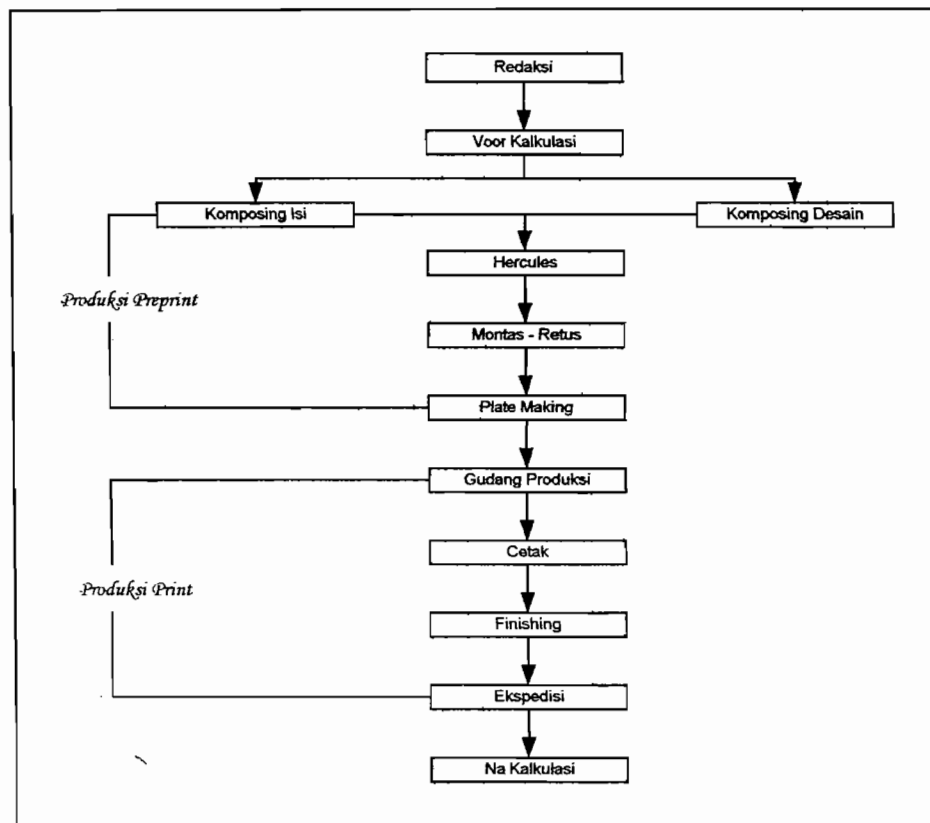 Redaksi
Voor Kalkulasi
Komposing Isi
Komposing Desain
Hercules
Produksi Preprint
Montas - Retus
Plate Making
Gudang Produksi
Cetak
Produksi Print
Finishing
Ekspedisi
Na Kalkulasi